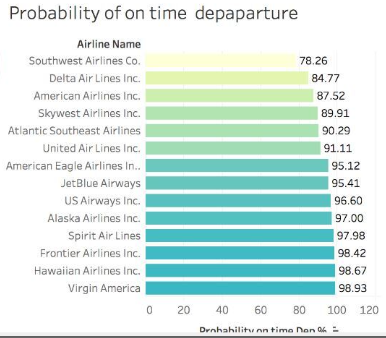 Probability of on time depaparture
Airline Name
Southwest Airlines Co. 78.26
Delta Air Lines Inc. 84.77
American Airlines Inc. 87.52
Skywest Airlines Inc. 89.91
Atlantic Southeast Airlines 90.29
United Air Lines Inc. 91.11
American Eagle Airlines In.. 95.12
JetBlue Airways 95.41
US Airways Inc. 96.60
Alaska Airlines Inc. 97.00
Spirit Air Lines 97.98
Frontier Airlines Inc. 98.42
Hawaiian Airlines Inc. 98.67
Virgin America 98.93
0 20 40 60 80 100 120
Probability on time Dep %